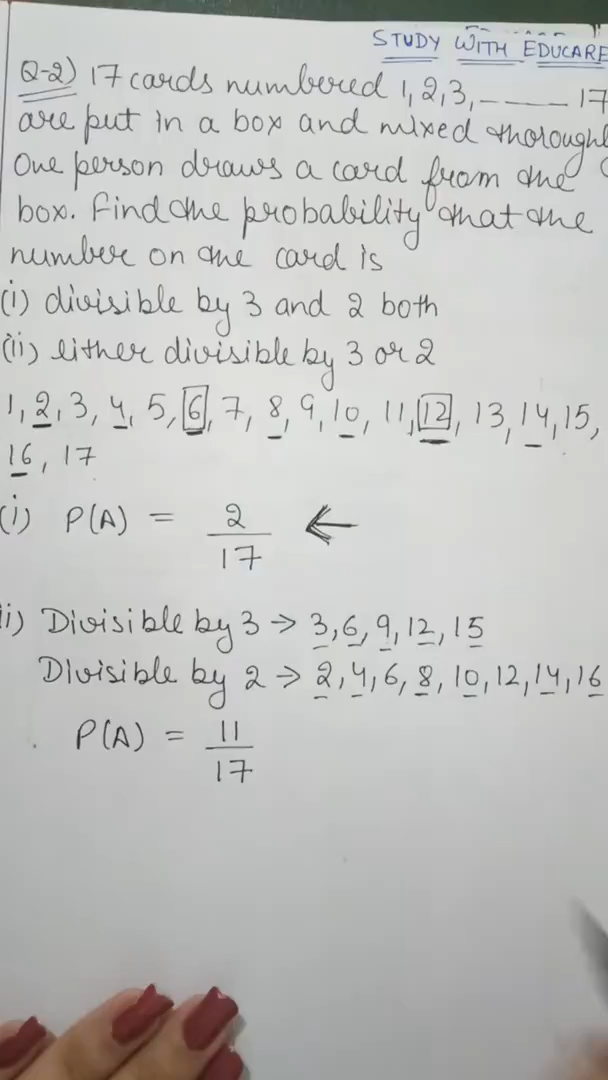 STUDY WITH EDUCARE
Q-2) 17 cards numbered 1, 2, 3, _ _ _ 17
are put in a box and mixed thorough
One person draws a card from the
box. Find the probability that the
number on the card is
(i) divisible by 3 and 2 both
(ii) either divisible by 3 or 2
1, 2, 3, 4, 5, 6, 7, 8, 9, 10, 11, 12, 13, 14, 15,
16, 17
(i) P(A) = 2/17 ←
ii) Divisible by 3 → 3, 6, 9, 12, 15
Divisible by 2 → 2, 4, 6, 8, 10, 12, 14, 16
P(A) = 11/17